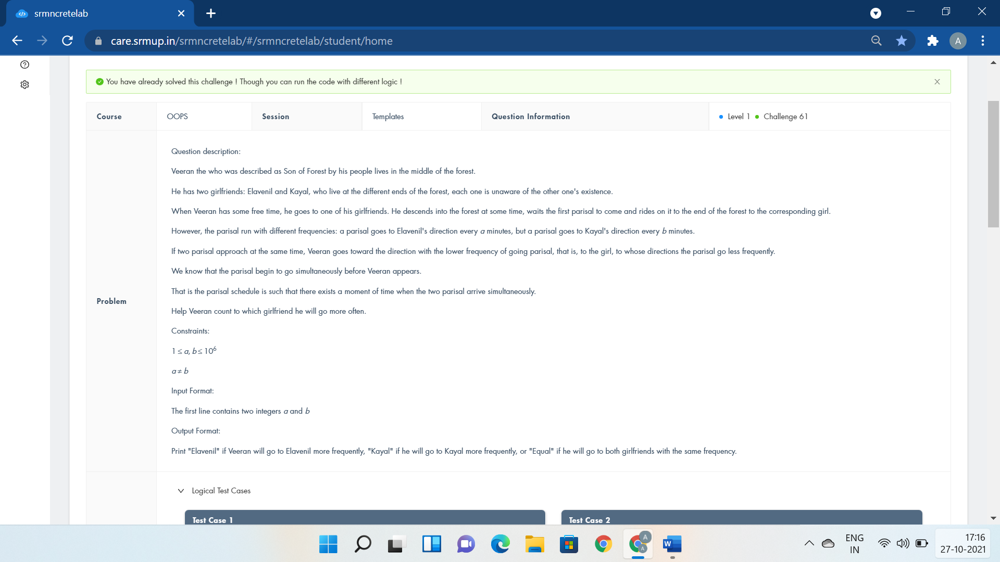 srmncretelab
care.srmup.in/srmncretelab/#/srmncretelab/student/home
A
You have already solved this challenge ! Though you can run the code with different logic !
Course OOPS Session Templates Question Information Level 1 Challenge 61
Problem
Question description:
Veeran the who was described as Son of Forest by his people lives in the middle of the forest.
He has two girlfriends: Elavenil and Kayal, who live at the different ends of the forest, each one is unaware of the other one's existence.
When Veeran has some free time, he goes to one of his girlfriends. He descends into the forest at some time, waits the first parisal to come and rides on it to the end of the forest to the corresponding girl.
However, the parisal run with different frequencies: a parisal goes to Elavenil's direction every a minutes, but a parisal goes to Kayal's direction every b minutes.
If two parisal approach at the same time, Veeran goes toward the direction with the lower frequency of going parisal, that is, to the girl, to whose directions the parisal go less frequently.
We know that the parisal begin to go simultaneously before Veeran appears.
That is the parisal schedule is such that there exists a moment of time when the two parisal arrive simultaneously.
Help Veeran count to which girlfriend he will go more often.
Constraints:
1 ≤ a, b ≤ 10⁶
a ≠ b
Input Format:
The first line contains two integers a and b
Output Format:
Print "Elavenil" if Veeran will go to Elavenil more frequently, "Kayal" if he will go to Kayal more frequently, or "Equal" if he will go to both girlfriends with the same frequency.
Logical Test Cases
Test Case 1
Test Case 2
A
A
W
ENG
IN
17:16
27-10-2021